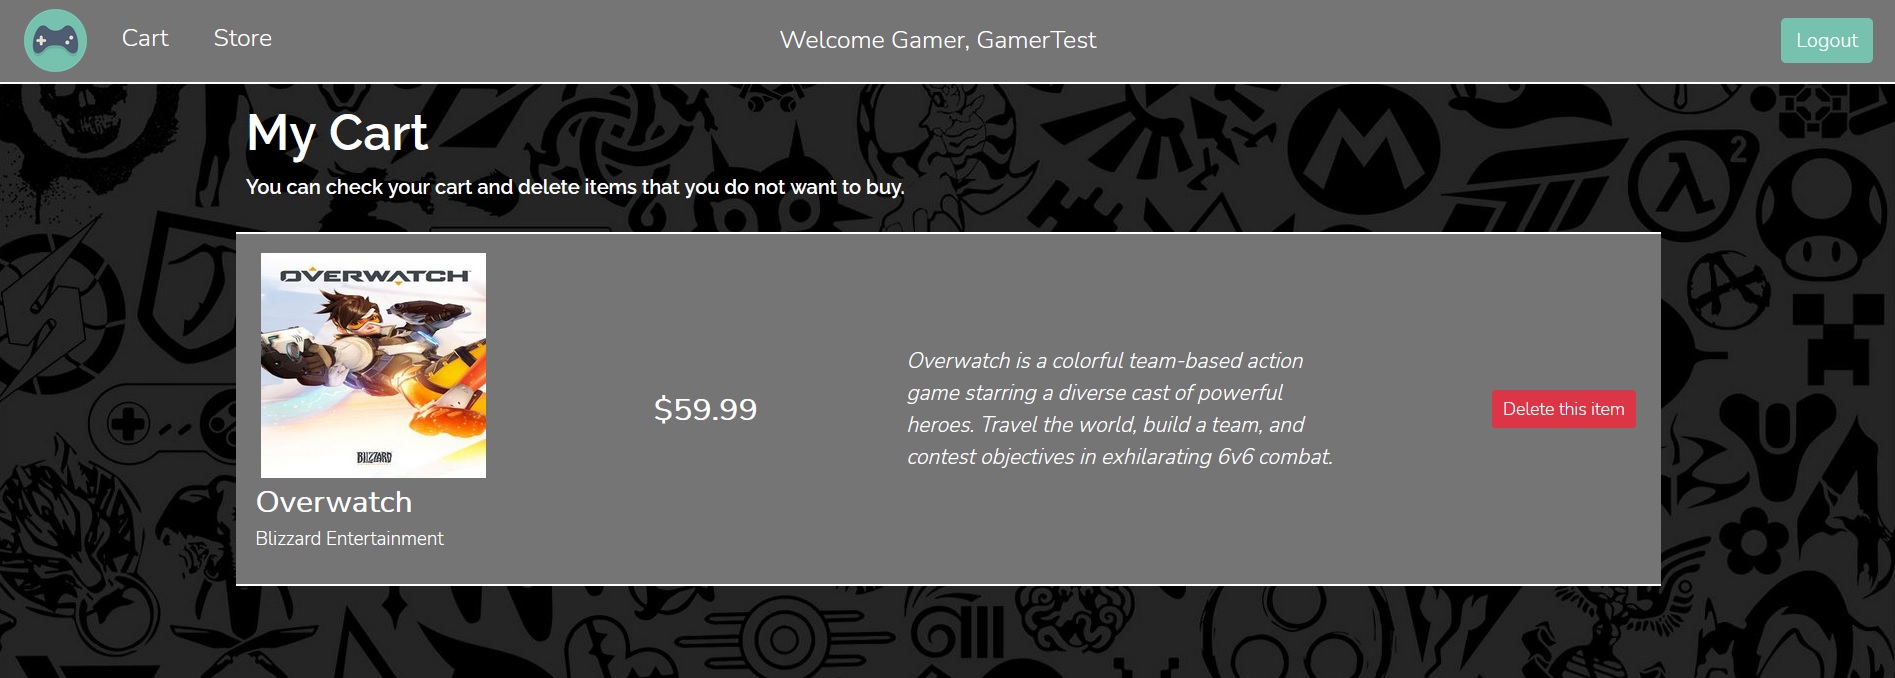 Cart Store Welcome Gamer, GamerTest Logout
My Cart
You can check your cart and delete items that you do not want to buy.
OVERWATCH
BLIZZARD
Overwatch
Blizzard Entertainment
$59.99
Overwatch is a colorful team-based action
game starring a diverse cast of powerful
heroes. Travel the world, build a team, and
contest objectives in exhilarating 6v6 combat.
Delete this item
M
λ2